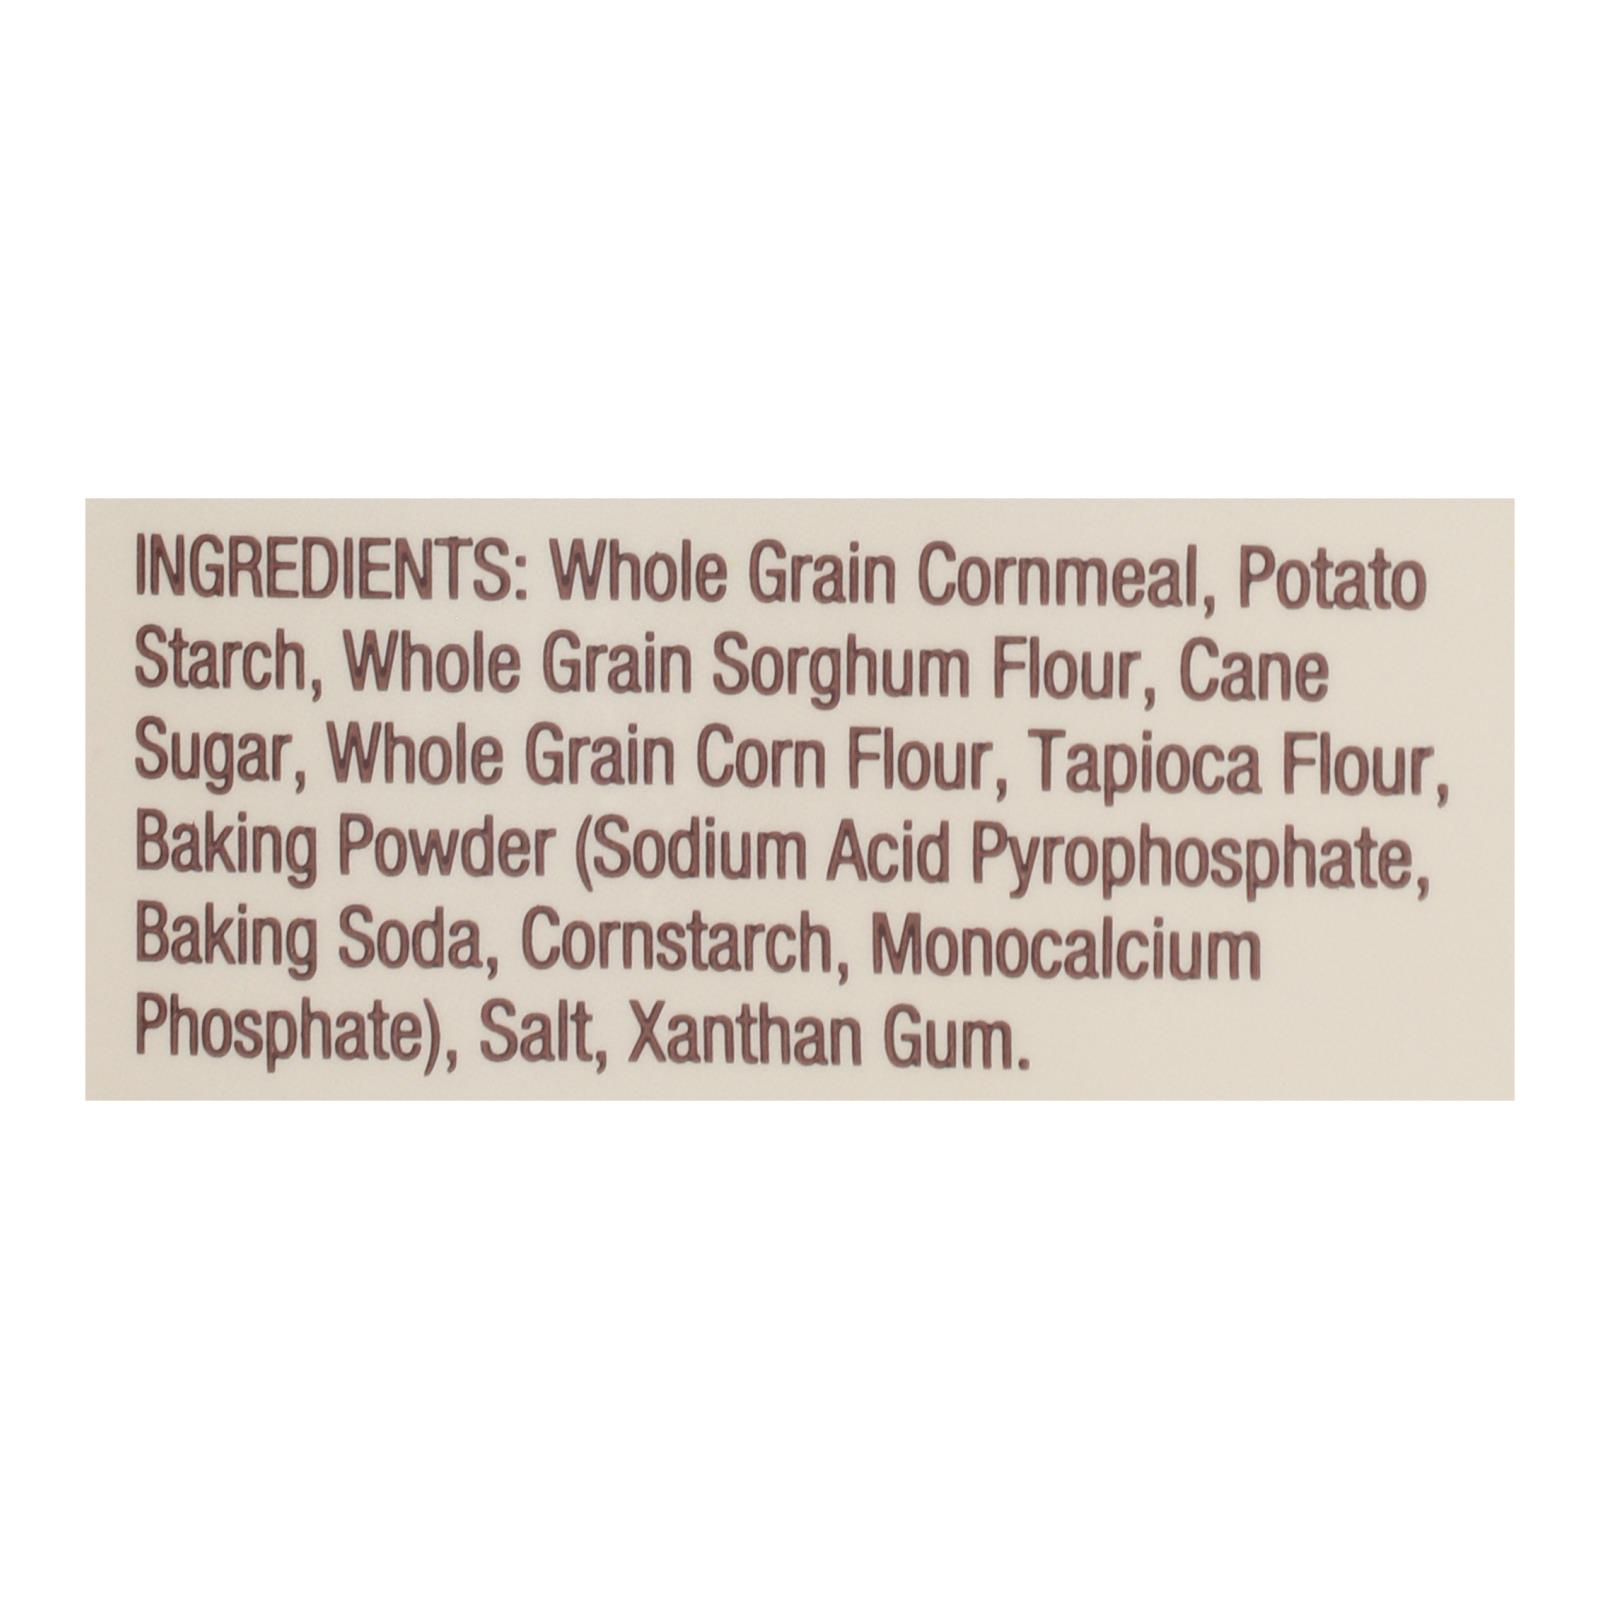 INGREDIENTS: Whole Grain Cornmeal, Potato
Starch, Whole Grain Sorghum Flour, Cane
Sugar, Whole Grain Corn Flour, Tapioca Flour,
Baking Powder (Sodium Acid Pyrophosphate,
Baking Soda, Cornstarch, Monocalcium
Phosphate), Salt, Xanthan Gum.